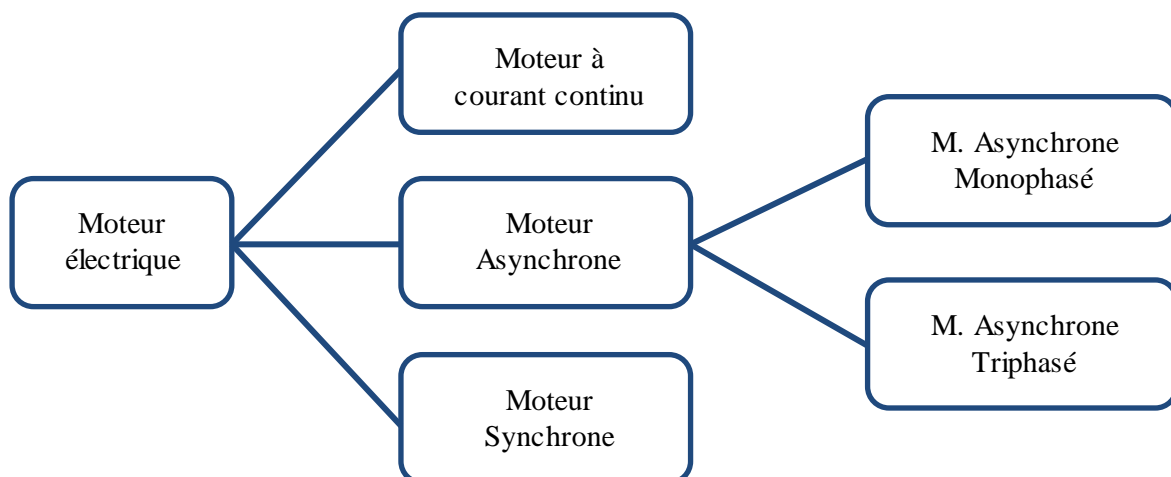 Moteur
électrique
Moteur à
courant continu
Moteur
Asynchrone
Moteur
Synchrone
M. Asynchrone
Monophasé
M. Asynchrone
Triphasé